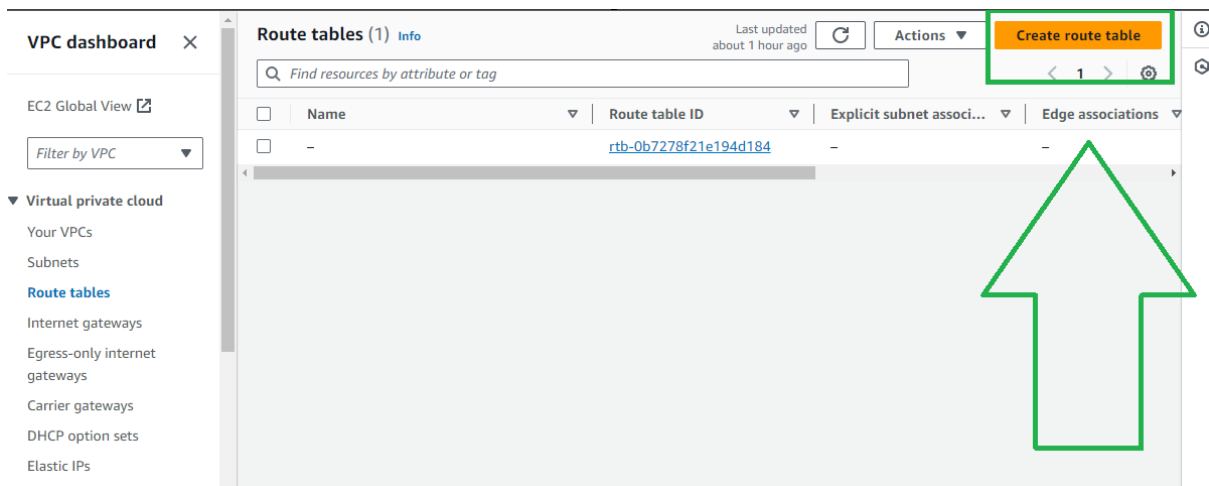 VPC dashboard
EC2 Global View
Filter by VPC
Virtual private cloud
Your VPCs
Subnets
Route tables
Internet gateways
Egress-only internet
gateways
Carrier gateways
DHCP option sets
Elastic IPs
Route tables (1) Info
Last updated
about 1 hour ago
Actions
Create route table
Find resources by attribute or tag
1
Name
Route table ID
Explicit subnet associ...
Edge associations
–
rtb-0b7278f21e194d184
–
–